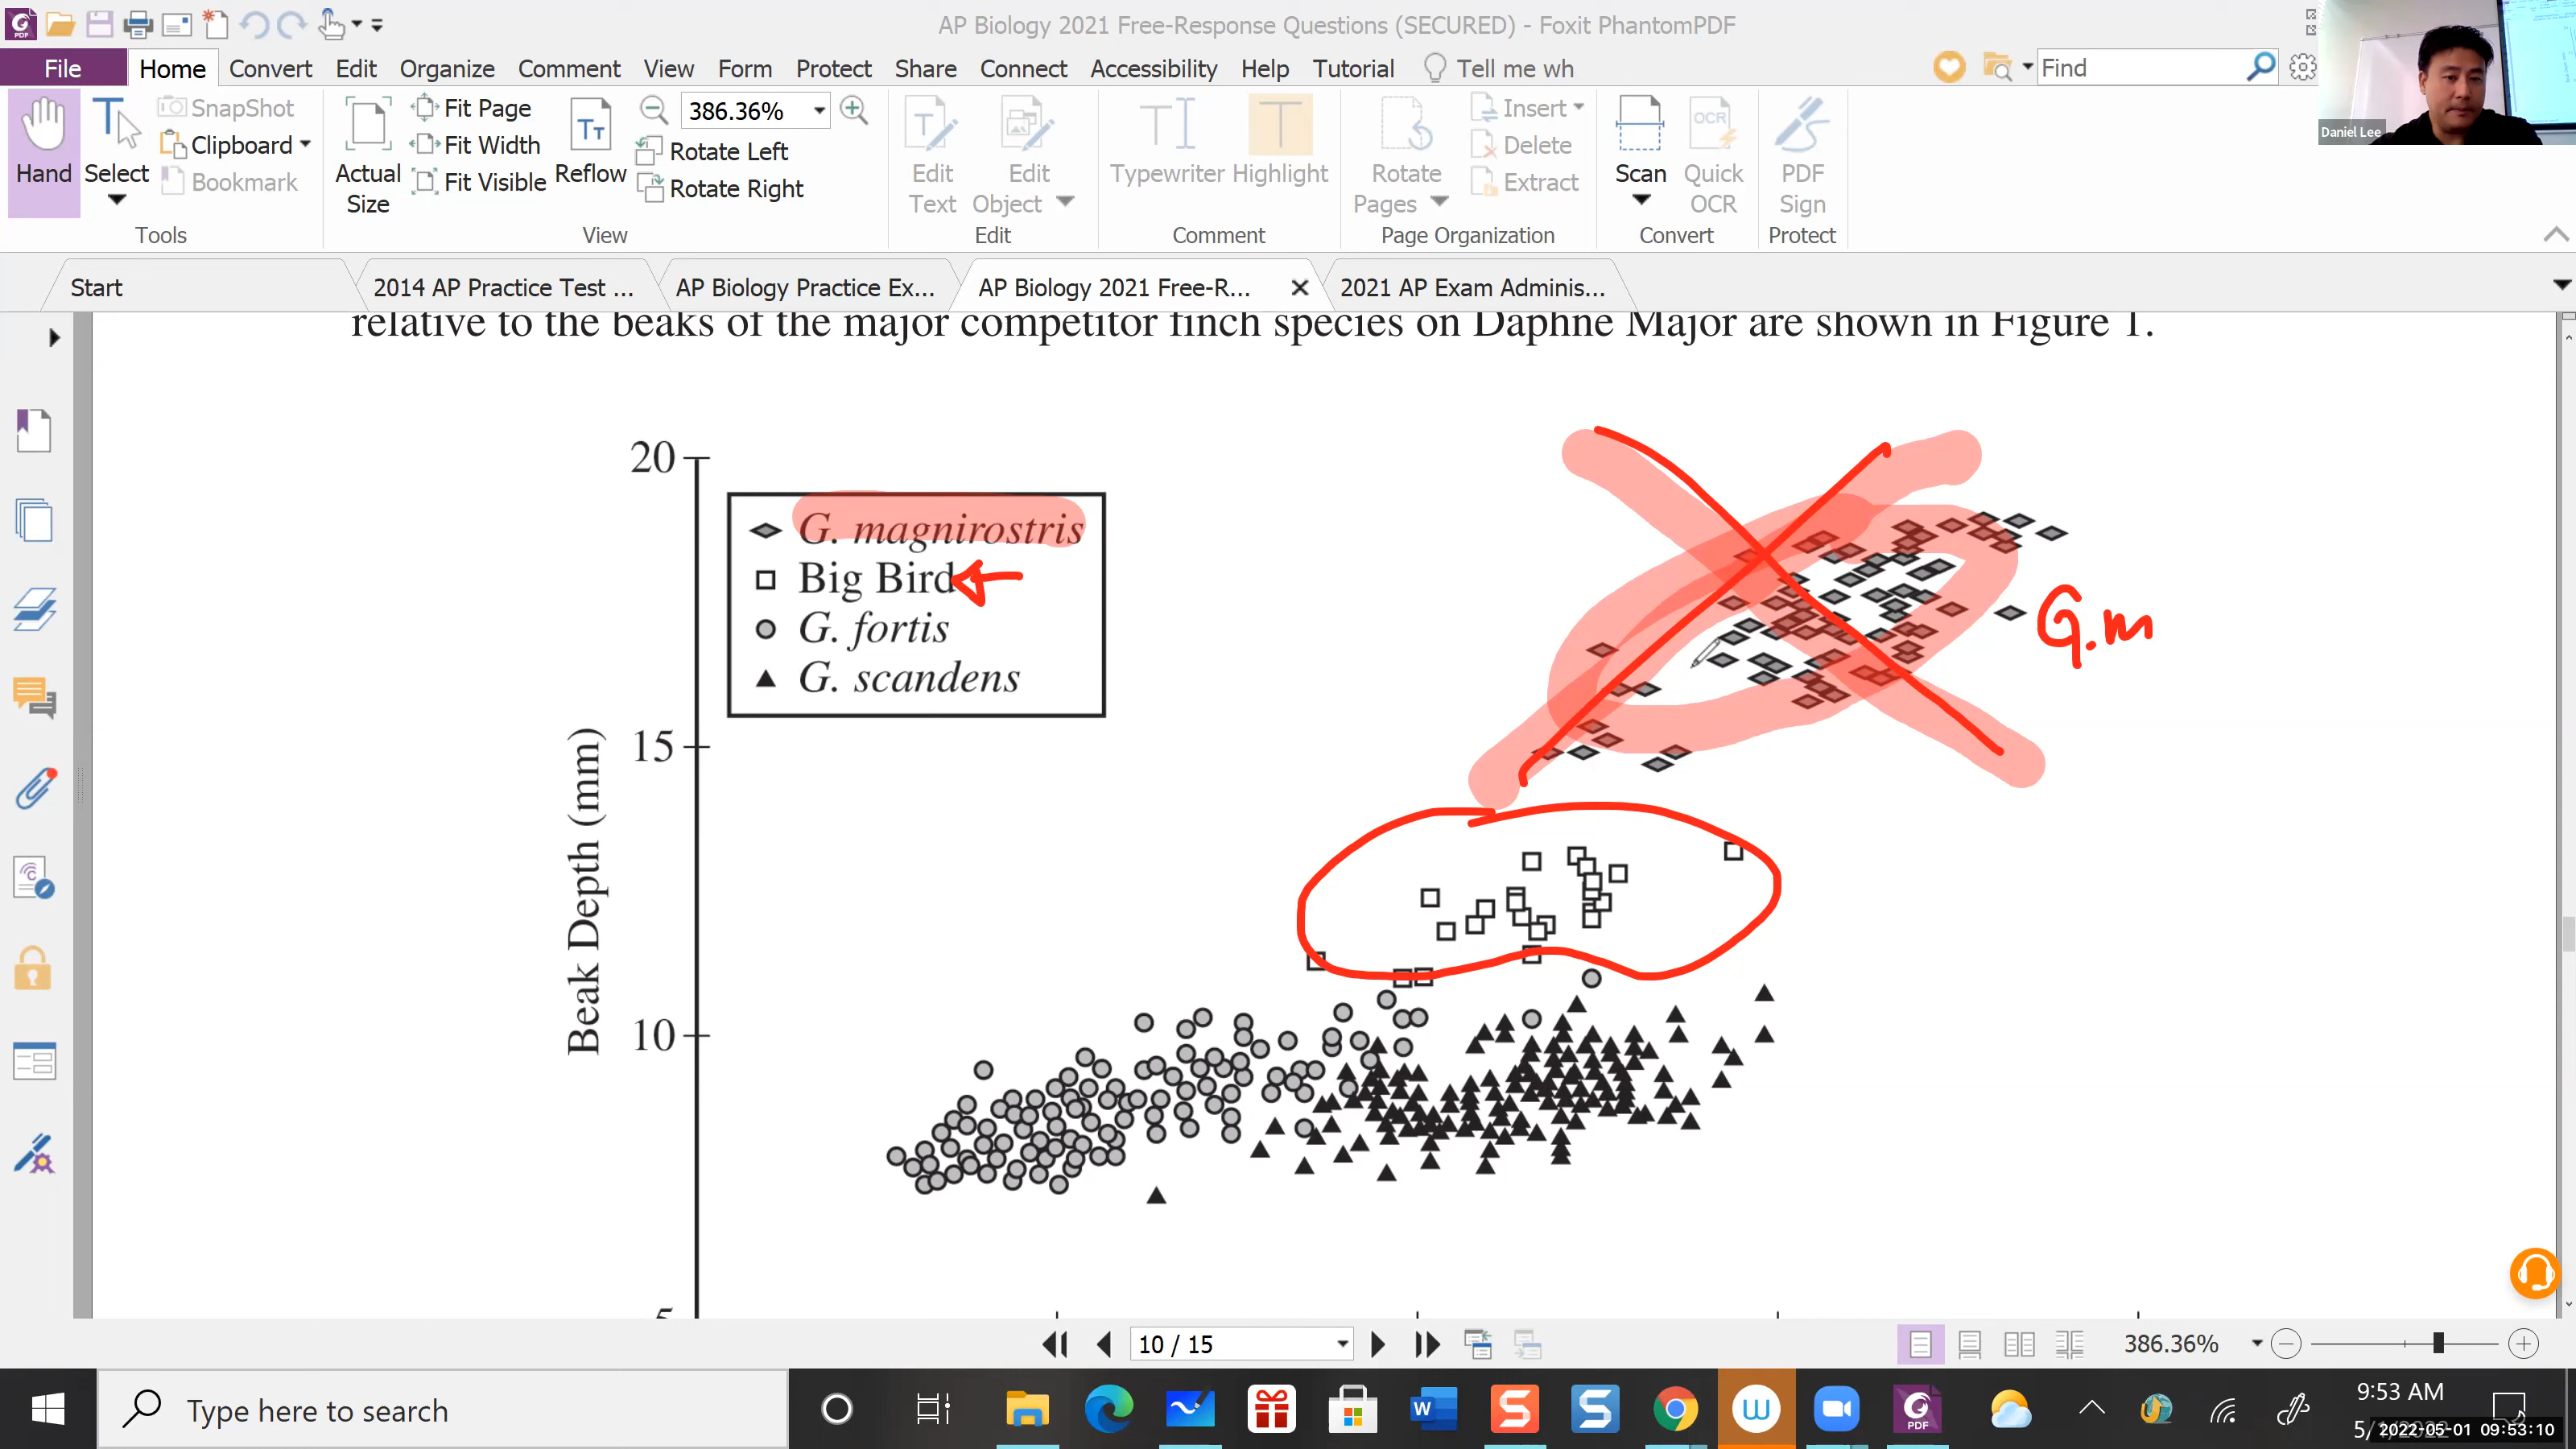 AP Biology 2021 Free-Response Questions (SECURED) - Foxit PhantomPDF
File Home Convert Edit Organize Comment View Form Protect Share Connect Accessibility Help Tutorial Tell me wh Find
Daniel Lee
Hand Select SnapShot Clipboard Bookmark
Actual Size Fit Page Fit Width Fit Visible Reflow 386.36% Rotate Left Rotate Right
Edit Text Edit Object Typewriter Highlight Rotate Pages Insert Delete Extract Scan Quick OCR PDF Sign
Tools View Edit Comment Page Organization Convert Protect
Start 2014 AP Practice Test ... AP Biology Practice Ex... AP Biology 2021 Free-R... 2021 AP Exam Adminis...
relative to the beaks of the major competitor finch species on Daphne Major are shown in Figure 1.
20
G. magnirostris
Big Bird
G. fortis
G. scandens
G.m
15
Beak Depth (mm)
10
5
10 / 15
386.36%
Type here to search
9:53 AM
2022-05-01 09:53:10